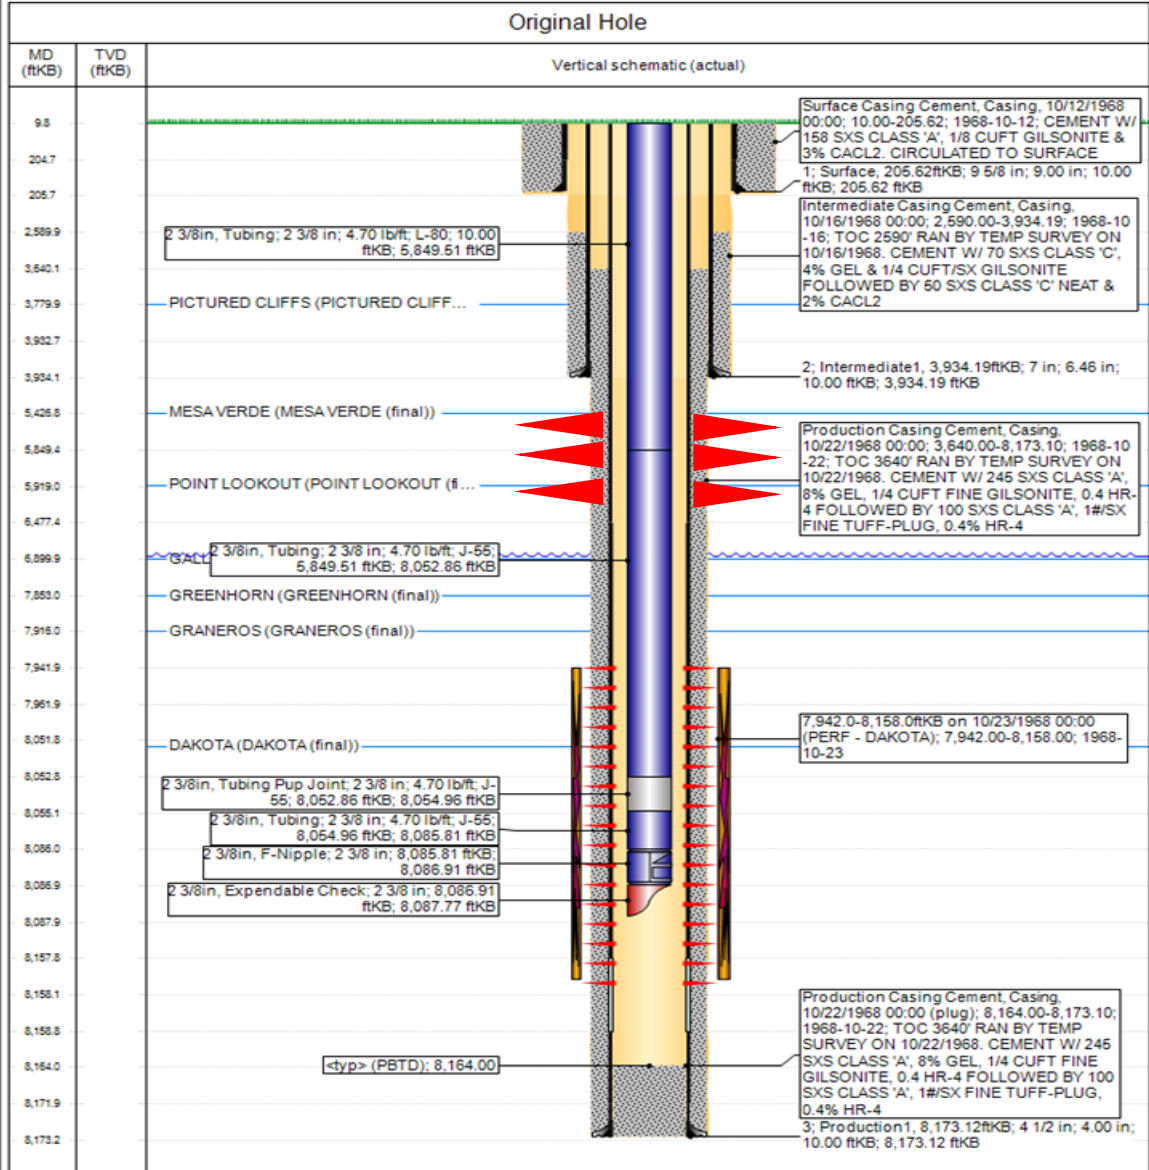 Original Hole
MD
(ftKB)
TVD
(ftKB)
Vertical schematic (actual)
9.8
204.7
205.7
2,589.9
3,640.1
3,779.9
3,932.7
3,934.1
5,426.8
5,849.4
5,919.0
6,477.4
6,899.9
7,853.0
7,916.0
7,941.9
7,961.9
8,051.8
8,052.8
8,055.1
8,086.0
8,086.9
8,087.9
8,157.8
8,158.1
8,158.8
8,164.0
8,171.9
8,173.2
2 3/8in, Tubing; 2 3/8 in; 4.70 lb/ft; L-80; 10.00
ftKB; 5,849.51 ftKB
PICTURED CLIFFS (PICTURED CLIFF...
MESA VERDE (MESA VERDE (final))
POINT LOOKOUT (POINT LOOKOUT (fi...
GALL
2 3/8in, Tubing; 2 3/8 in; 4.70 lb/ft; J-55;
5,849.51 ftKB; 8,052.86 ftKB
GREENHORN (GREENHORN (final))
GRANEROS (GRANEROS (final))
DAKOTA (DAKOTA (final))
2 3/8in, Tubing Pup Joint; 2 3/8 in; 4.70 lb/ft; J-
55; 8,052.86 ftKB; 8,054.96 ftKB
2 3/8in, Tubing; 2 3/8 in; 4.70 lb/ft; J-55;
8,054.96 ftKB; 8,085.81 ftKB
2 3/8in, F-Nipple; 2 3/8 in; 8,085.81 ftKB;
8,086.91 ftKB
2 3/8in, Expendable Check; 2 3/8 in; 8,086.91
ftKB; 8,087.77 ftKB
<typ> (PBTD); 8,164.00
Surface Casing Cement, Casing, 10/12/1968
00:00; 10.00-205.62; 1968-10-12; CEMENT W/
158 SXS CLASS 'A', 1/8 CUFT GILSONITE &
3% CACL2. CIRCULATED TO SURFACE
1; Surface, 205.62ftKB; 9 5/8 in; 9.00 in; 10.00
ftKB; 205.62 ftKB
Intermediate Casing Cement, Casing,
10/16/1968 00:00; 2,590.00-3,934.19; 1968-10
-16; TOC 2590' RAN BY TEMP SURVEY ON
10/16/1968. CEMENT W/ 70 SXS CLASS 'C',
4% GEL & 1/4 CUFT/SX GILSONITE
FOLLOWED BY 50 SXS CLASS 'C' NEAT &
2% CACL2
2; Intermediate1, 3,934.19ftKB; 7 in; 6.46 in;
10.00 ftKB; 3,934.19 ftKB
Production Casing Cement, Casing,
10/22/1968 00:00; 3,640.00-8,173.10; 1968-10
-22; TOC 3640' RAN BY TEMP SURVEY ON
10/22/1968. CEMENT W/ 245 SXS CLASS 'A',
8% GEL, 1/4 CUFT FINE GILSONITE, 0.4 HR-
4 FOLLOWED BY 100 SXS CLASS 'A', 1#/SX
FINE TUFF-PLUG, 0.4% HR-4
7,942.0-8,158.0ftKB on 10/23/1968 00:00
(PERF - DAKOTA); 7,942.00-8,158.00; 1968-
10-23
Production Casing Cement, Casing,
10/22/1968 00:00 (plug); 8,164.00-8,173.10;
1968-10-22; TOC 3640' RAN BY TEMP
SURVEY ON 10/22/1968. CEMENT W/ 245
SXS CLASS 'A', 8% GEL, 1/4 CUFT FINE
GILSONITE, 0.4 HR-4 FOLLOWED BY 100
SXS CLASS 'A', 1#/SX FINE TUFF-PLUG,
0.4% HR-4
3; Production1, 8,173.12ftKB; 4 1/2 in; 4.00 in;
10.00 ftKB; 8,173.12 ftKB